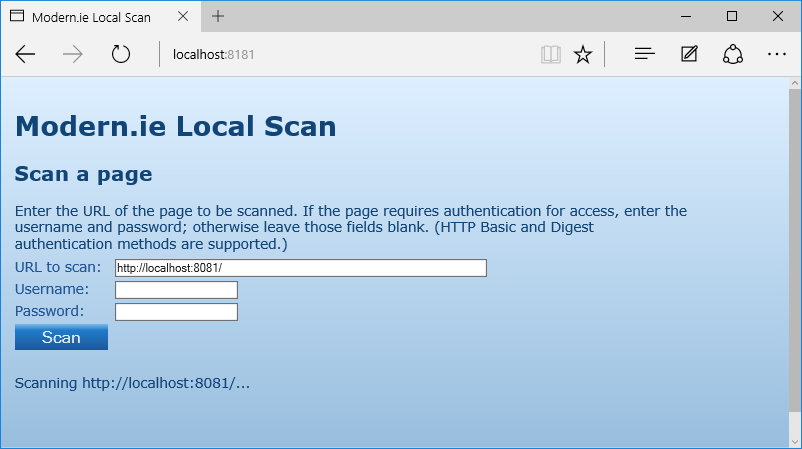 Modern.ie Local Scan
localhost:8181
Modern.ie Local Scan
Scan a page
Enter the URL of the page to be scanned. If the page requires authentication for access, enter the
username and password; otherwise leave those fields blank. (HTTP Basic and Digest
authentication methods are supported.)
URL to scan: http://localhost:8081/
Username:
Password:
Scan
Scanning http://localhost:8081/...